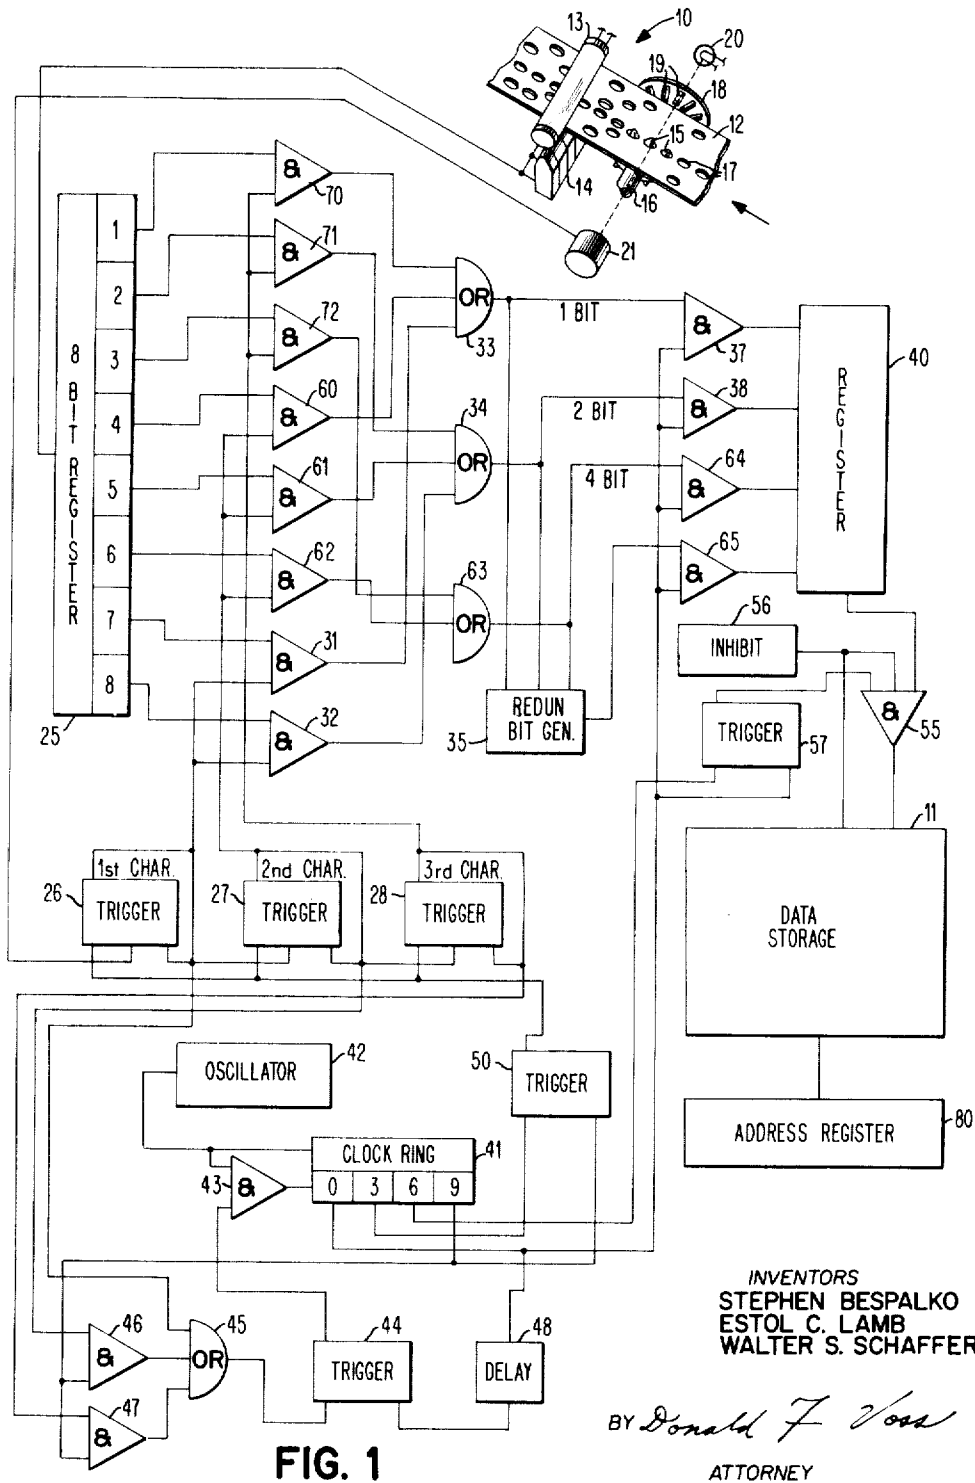 10
13
20
19
18
12
15
17
14
16
21
&
70
1
&
71
2
&
72
OR
33
1 BIT
&
37
40
3
&
60
34
2 BIT
&
38
8 BIT REGISTER
REGISTER
4
&
61
OR
4 BIT
&
64
5
&
62
63
&
65
6
OR
7
&
31
56
INHIBIT
8
&
32
REDUN
BIT GEN.
35
TRIGGER
57
&
55
25
11
1st CHAR.
2nd CHAR.
3rd CHAR.
26
TRIGGER
27
TRIGGER
28
TRIGGER
DATA
STORAGE
OSCILLATOR
42
50
TRIGGER
CLOCK RING
41
ADDRESS REGISTER
80
43
&
0 3 6 9
46
&
45
OR
44
TRIGGER
48
DELAY
47
&
INVENTORS
STEPHEN BESPALKO
ESTOL C. LAMB
WALTER S. SCHAFFER
BY Donald F Voss
ATTORNEY
FIG. 1